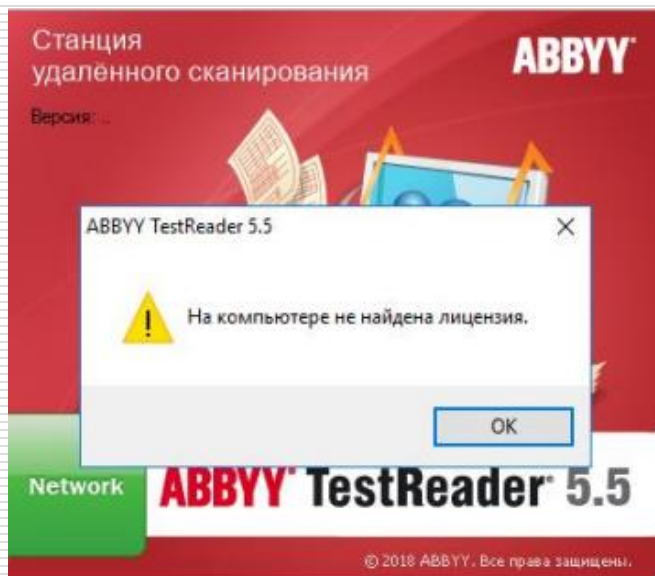 Станция
удалённого сканирования
ABBYY
Версия: ..
ABBYY TestReader 5.5
На компьютере не найдена лицензия.
OK
Network
ABBYY TestReader 5.5
© 2018 ABBYY. Все права защищены.